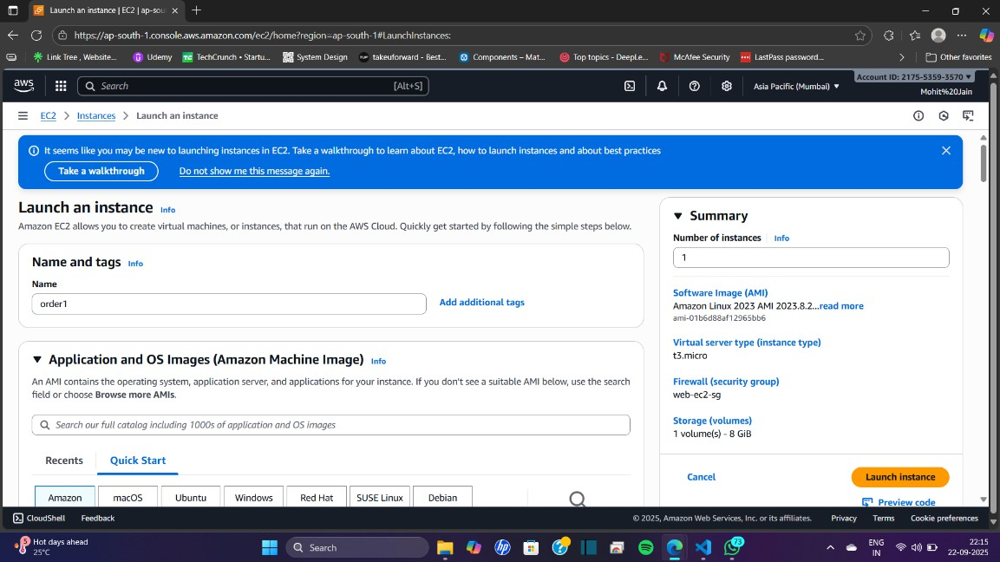 Launch an instance | EC2 | ap-sou
https://ap-south-1.console.aws.amazon.com/ec2/home?region=ap-south-1#LaunchInstances:
Link Tree , Website...
Udemy
TechCrunch • Startu...
System Design
takeuforward - Best...
Components – Mat...
Top topics - DeepLe...
McAfee Security
LastPass password...
Other favorites
aws
Search
[Alt+S]
Asia Pacific (Mumbai)
Account ID: 2175-5359-3570
Mohit%20Jain
EC2
Instances
Launch an instance
It seems like you may be new to launching instances in EC2. Take a walkthrough to learn about EC2, how to launch instances and about best practices
Take a walkthrough
Do not show me this message again.
Launch an instance Info
Amazon EC2 allows you to create virtual machines, or instances, that run on the AWS Cloud. Quickly get started by following the simple steps below.
Name and tags Info
Name
order1
Add additional tags
Application and OS Images (Amazon Machine Image) Info
An AMI contains the operating system, application server, and applications for your instance. If you don't see a suitable AMI below, use the search
field or choose Browse more AMIs.
Search our full catalog including 1000s of application and OS images
Recents
Quick Start
Amazon
macOS
Ubuntu
Windows
Red Hat
SUSE Linux
Debian
Summary
Number of instances Info
1
Software Image (AMI)
Amazon Linux 2023 AMI 2023.8.2...read more
ami-01b6d88af12965bb6
Virtual server type (instance type)
t3.micro
Firewall (security group)
web-ec2-sg
Storage (volumes)
1 volume(s) - 8 GiB
Cancel
Launch instance
Preview code
CloudShell
Feedback
© 2025, Amazon Web Services, Inc. or its affiliates.
Privacy
Terms
Cookie preferences
5
Hot days ahead
25°C
Search
73
ENG
IN
22:15
22-09-2025